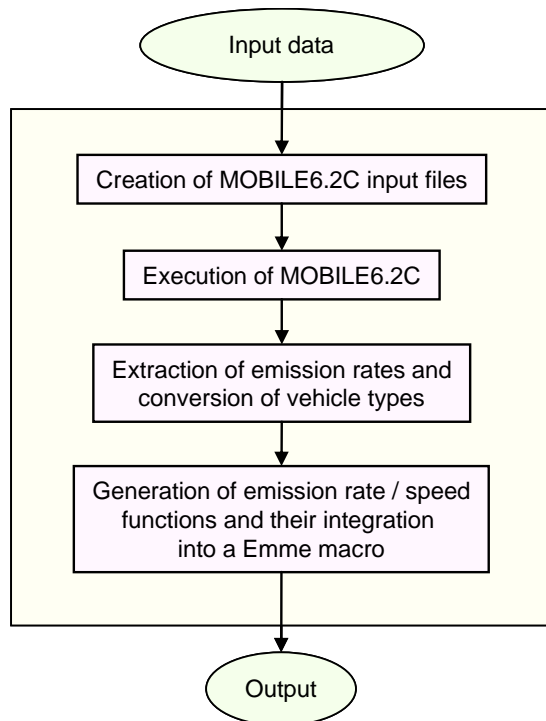 Input data
Creation of MOBILE6.2C input files
Execution of MOBILE6.2C
Extraction of emission rates and
conversion of vehicle types
Generation of emission rate / speed
functions and their integration
into a Emme macro
Output